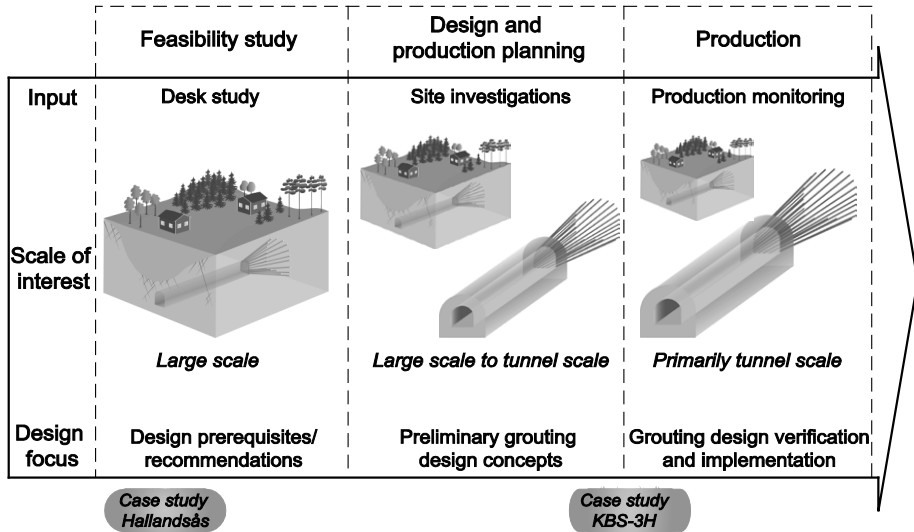 Feasibility study
Design and
production planning
Production
Input
Desk study
Site investigations
Production monitoring
Scale of
interest
Large scale
Large scale to tunnel scale
Primarily tunnel scale
Design
focus
Design prerequisites/
recommendations
Preliminary grouting
design concepts
Grouting design verification
and implementation
Case study
Hallandsås
Case study
KBS-3H